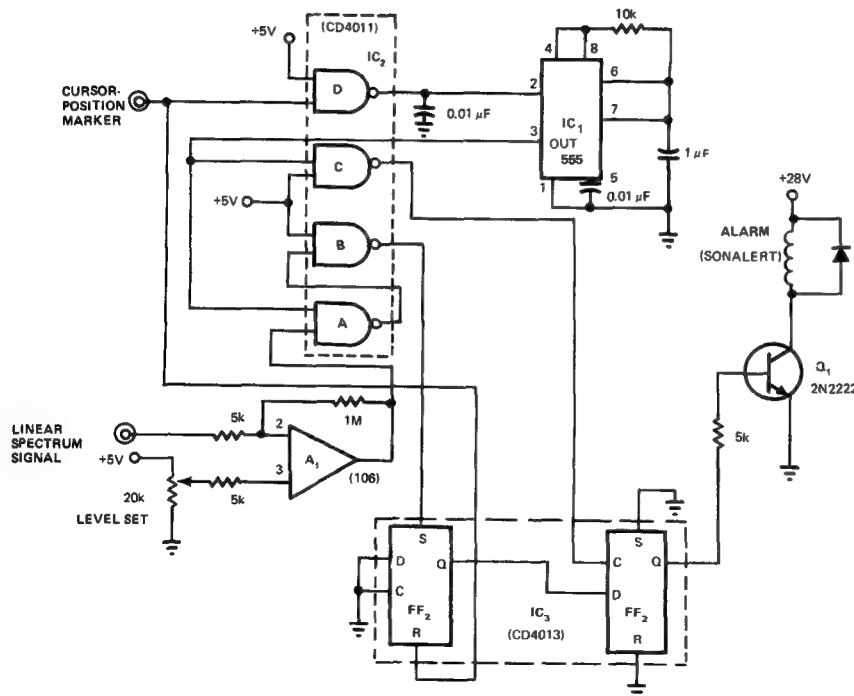 (CD4011)
+5V
IC2
D
CURSOR-
POSITION
MARKER
0.01 μF
C
+5V
B
A
10k
4
8
2
6
3
IC1
7
OUT
555
1
5
1 μF
0.01 μF
+28V
ALARM
(SONALERT)
Q1
2N2222
5k
1M
LINEAR
SPECTRUM
SIGNAL
5k
2
A1
(106)
+5V
3
5k
20k
LEVEL SET
S
D
Q
C
FF2
R
IC3
(CD4013)
S
C
Q
D
FF2
R